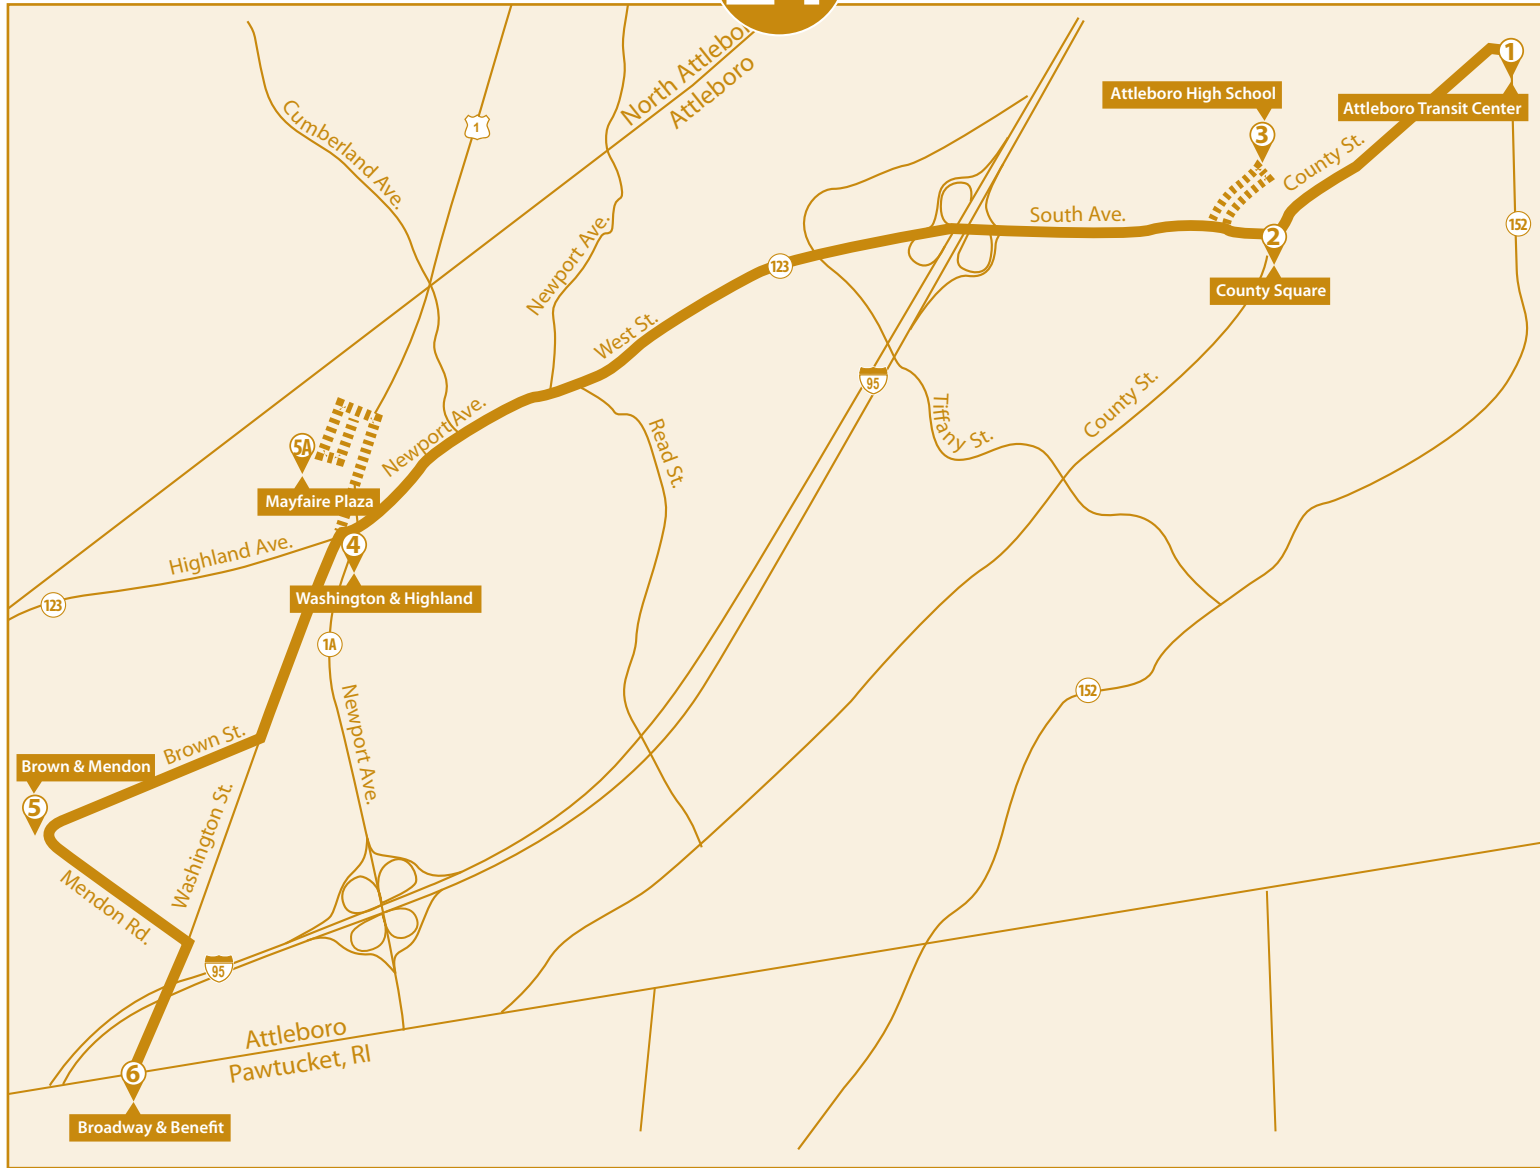 North Attleboro
Attleboro
1
Attleboro High School
Attleboro Transit Center
3
1
Cumberland Ave.
County St.
South Ave.
152
2
Newport Ave.
123
County Square
West St.
95
Tiffany St.
County St.
Newport Ave.
Read St.
5A
Mayfaire Plaza
Highland Ave.
4
123
Washington & Highland
1A
152
Newport Ave.
Brown St.
Brown & Mendon
5
Washington St.
Mendon Rd.
95
Attleboro
Pawtucket, RI
6
Broadway & Benefit